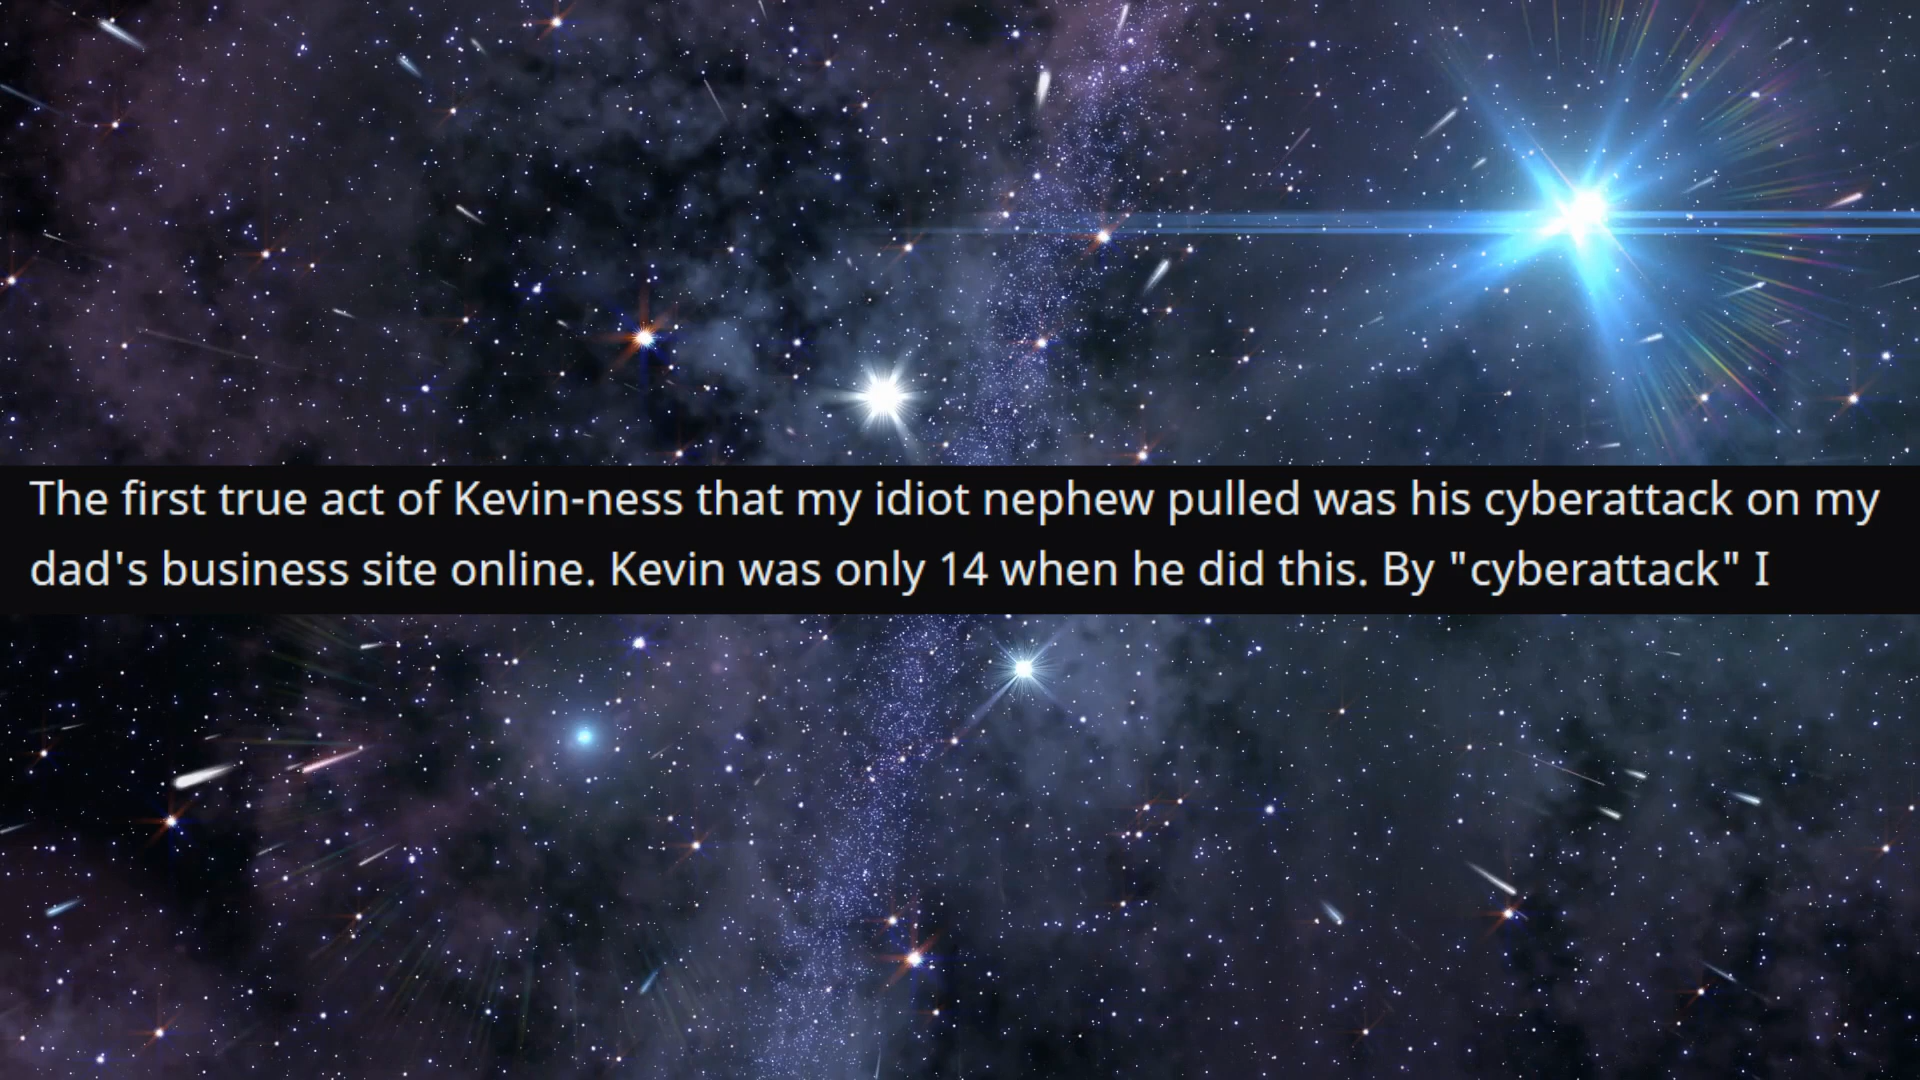 The first true act of Kevin-ness that my idiot nephew pulled was his cyberattack on my
dad's business site online. Kevin was only 14 when he did this. By "cyberattack" I